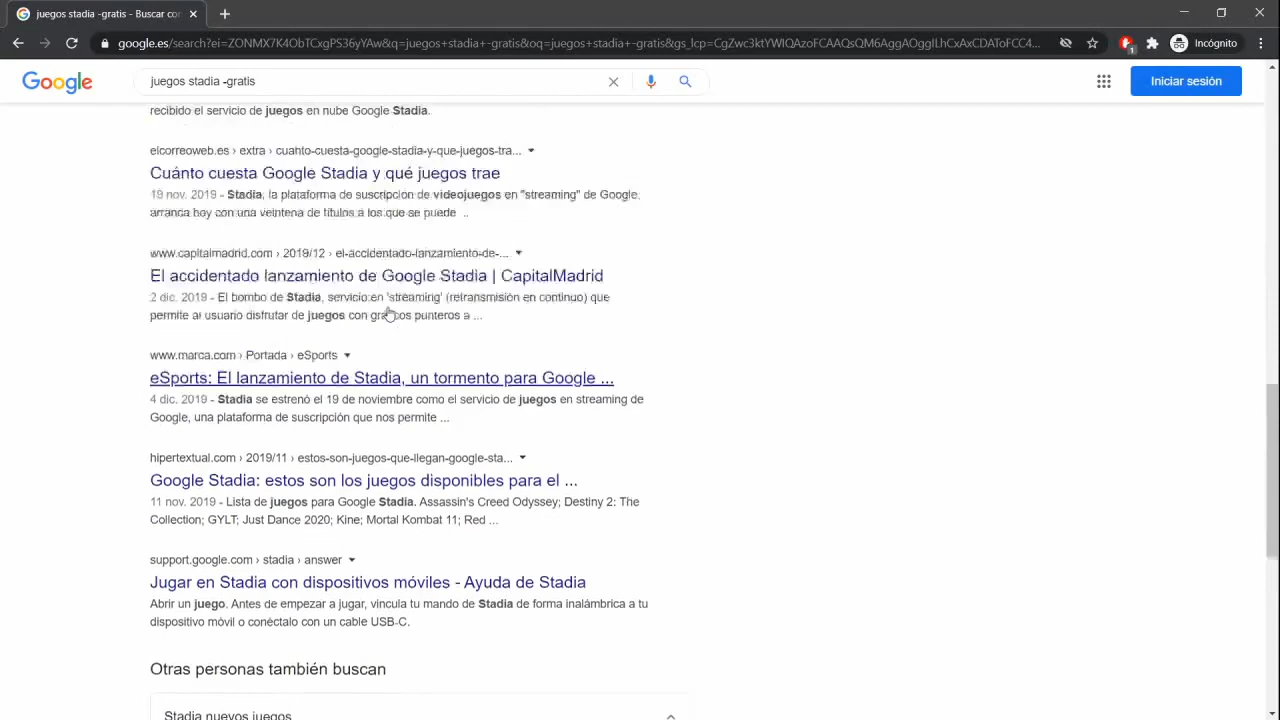 juegos stadia -gratis - Buscar con
google.es/search?ei=ZONMX7K4ObTCxgPS36yYAw&q=juegos+stadia+-gratis&oq=juegos+stadia+-gratis&gs_lcp=CgZwc3ktYWIQAzoFCAAQsQM6AggAOggILhCxAxCDAToFCC4...
1
Incógnito
Google
juegos stadia -gratis
Iniciar sesión
recibido el servicio de juegos en nube Google Stadia.
elcorreoweb.es › extra › cuanto-cuesta-google-stadia-y-que-juegos-tra...
Cuánto cuesta Google Stadia y qué juegos trae
19 nov. 2019 - Stadia, la plataforma de suscripción de videojuegos en "streaming" de Google,
arranca hoy con una veintena de títulos a los que se puede ..
www.capitalmadrid.com › 2019/12 › el-accidentado-lanzamiento-de-...
El accidentado lanzamiento de Google Stadia | CapitalMadrid
2 dic. 2019 - El bombo de Stadia, servicio en 'streaming' (retransmisión en continuo) que
permite al usuario disfrutar de juegos con gráficos punteros a ...
www.marca.com › Portada › eSports
eSports: El lanzamiento de Stadia, un tormento para Google ...
4 dic. 2019 - Stadia se estrenó el 19 de noviembre como el servicio de juegos en streaming de
Google, una plataforma de suscripción que nos permite ...
hipertextual.com › 2019/11 › estos-son-juegos-que-llegan-google-sta...
Google Stadia: estos son los juegos disponibles para el ...
11 nov. 2019 - Lista de juegos para Google Stadia. Assassin's Creed Odyssey; Destiny 2: The
Collection; GYLT; Just Dance 2020; Kine; Mortal Kombat 11; Red ...
support.google.com › stadia › answer
Jugar en Stadia con dispositivos móviles - Ayuda de Stadia
Abrir un juego. Antes de empezar a jugar, vincula tu mando de Stadia de forma inalámbrica a tu
dispositivo móvil o conéctalo con un cable USB-C.
Otras personas también buscan
Stadia nuevos juegos